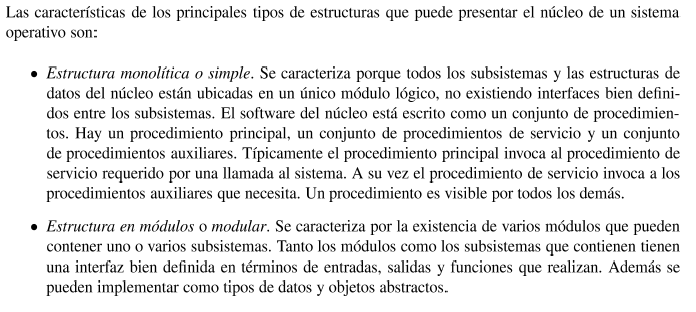 Las características de los principales tipos de estructuras que puede presentar el núcleo de un sistema
operativo son:
• Estructura monolítica o simple. Se caracteriza porque todos los subsistemas y las estructuras de
datos del núcleo están ubicadas en un único módulo lógico, no existiendo interfaces bien defini-
dos entre los subsistemas. El software del núcleo está escrito como un conjunto de procedimien-
tos. Hay un procedimiento principal, un conjunto de procedimientos de servicio y un conjunto
de procedimientos auxiliares. Típicamente el procedimiento principal invoca al procedimiento de
servicio requerido por una llamada al sistema. A su vez el procedimiento de servicio invoca a los
procedimientos auxiliares que necesita. Un procedimiento es visible por todos los demás.
• Estructura en módulos o modular. Se caracteriza por la existencia de varios módulos que pueden
contener uno o varios subsistemas. Tanto los módulos como los subsistemas que contienen tienen
una interfaz bien definida en términos de entradas, salidas y funciones que realizan. Además se
pueden implementar como tipos de datos y objetos abstractos.